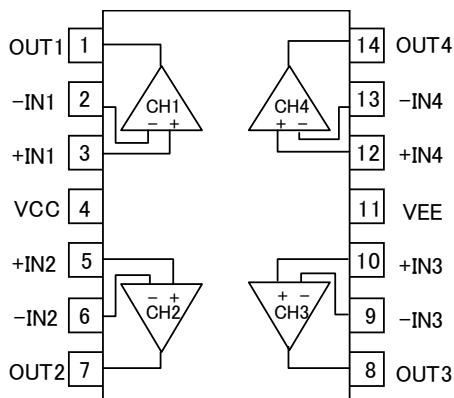 OUT1 1 14 OUT4
−IN1 2 CH1 CH4 13 −IN4
− + + −
+IN1 3 12 +IN4
VCC 4 11 VEE
+IN2 5 10 +IN3
− + + −
−IN2 6 CH2 CH3 9 −IN3
OUT2 7 8 OUT3